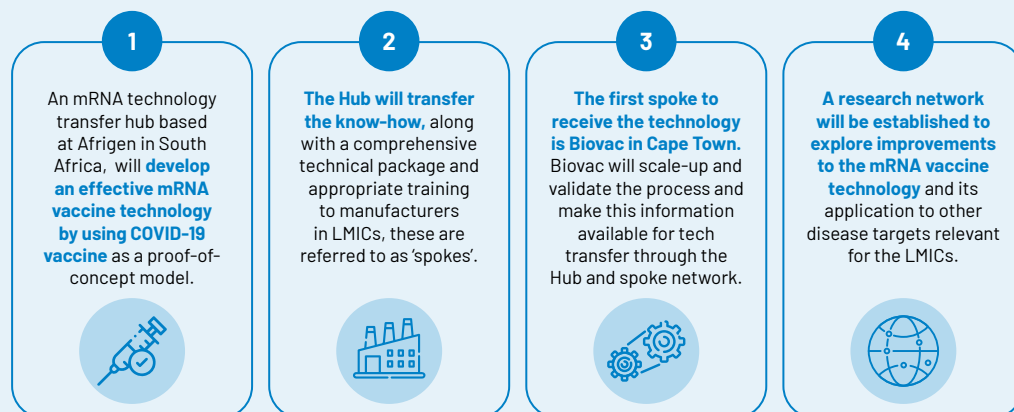 1
An mRNA technology
transfer hub based
at Afrigen in South
Africa, will develop
an effective mRNA
vaccine technology
by using COVID-19
vaccine as a proof-of-
concept model.
2
The Hub will transfer
the know-how, along
with a comprehensive
technical package and
appropriate training
to manufacturers
in LMICs, these are
referred to as ‘spokes’.
3
The first spoke to
receive the technology
is Biovac in Cape Town.
Biovac will scale-up and
validate the process and
make this information
available for tech
transfer through the
Hub and spoke network.
4
A research network
will be established to
explore improvements
to the mRNA vaccine
technology and its
application to other
disease targets relevant
for the LMICs.